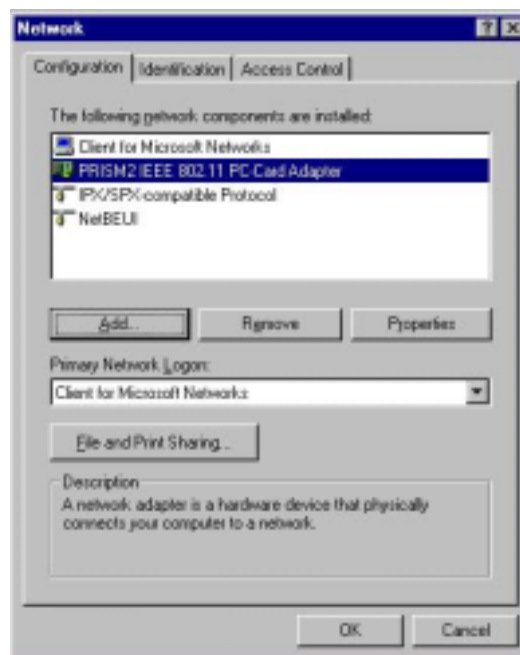 Network
Configuration Identification Access Control
The following network components are installed:
Client for Microsoft Networks
PRISM2 IEEE 802.11 PC-Card Adapter
IPX/SPX-compatible Protocol
NetBEUI
Add... Remove Properties
Primary Network Logon:
Client for Microsoft Networks
File and Print Sharing...
Description
A network adapter is a hardware device that physically
connects your computer to a network.
OK Cancel